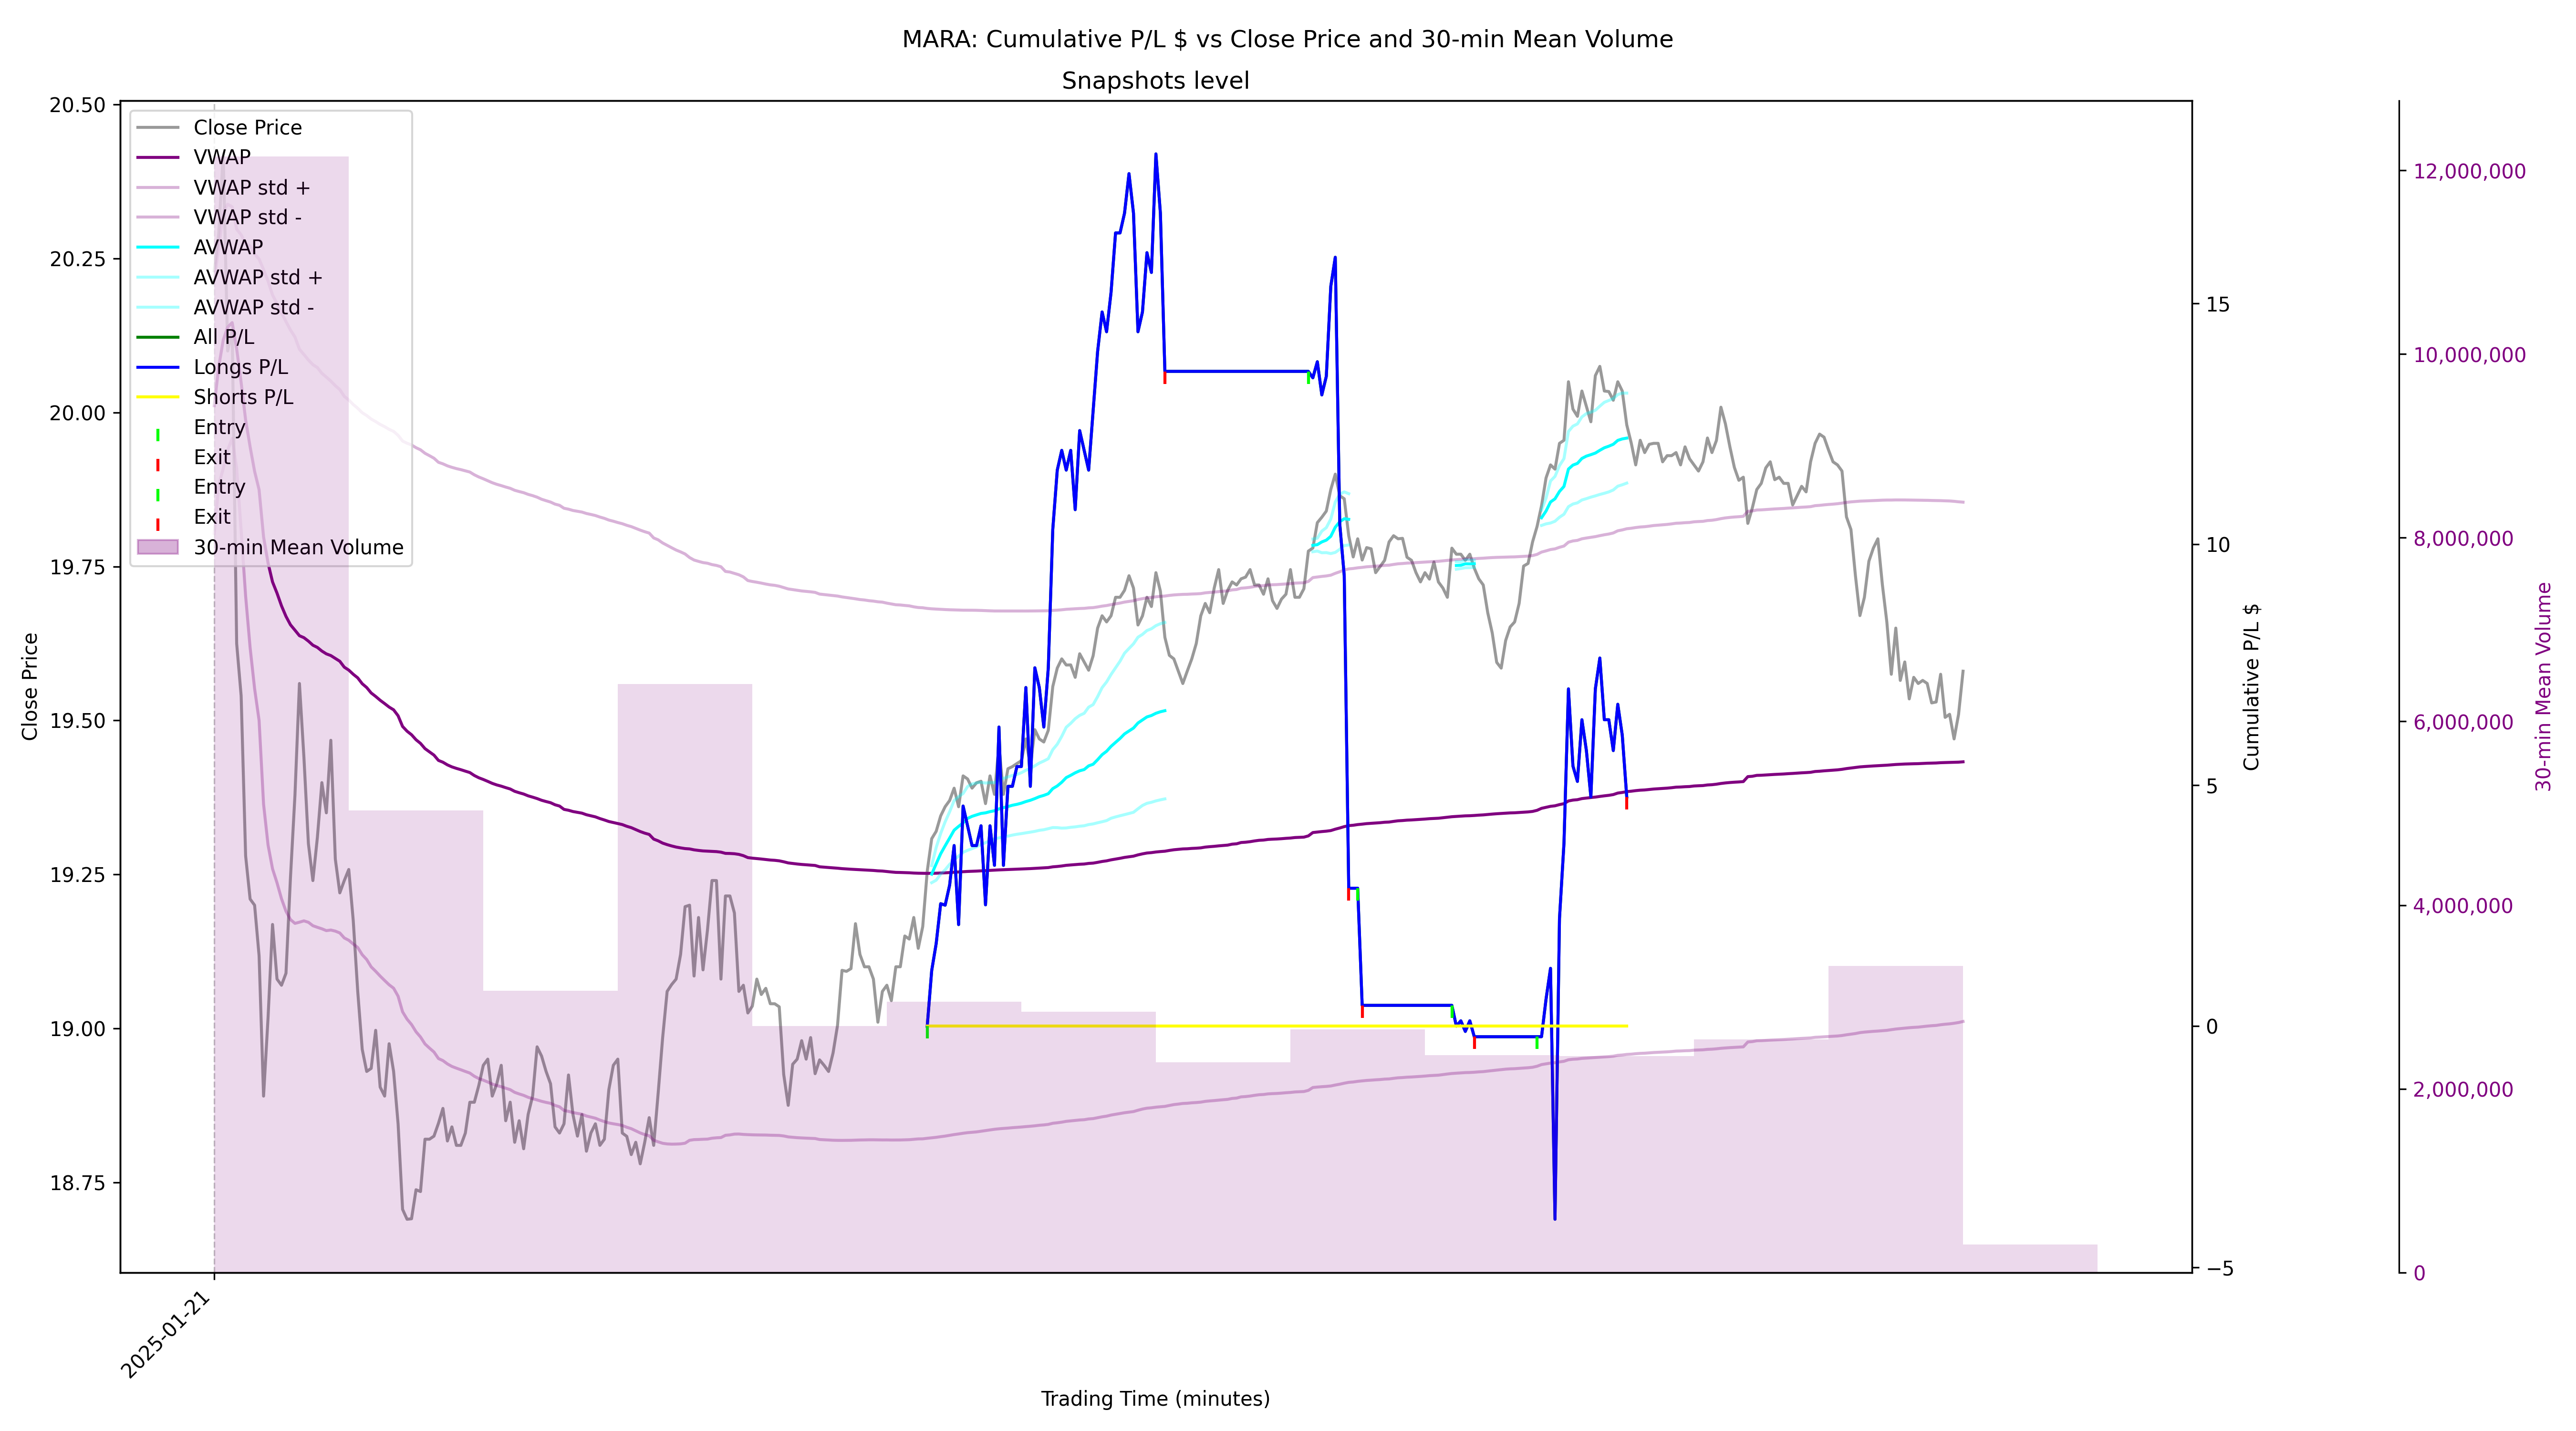 MARA: Cumulative P/L $ vs Close Price and 30-min Mean Volume
Snapshots level
Close Price
VWAP
VWAP std +
VWAP std -
AVWAP
AVWAP std +
AVWAP std -
All P/L
Longs P/L
Shorts P/L
Entry
Exit
Entry
Exit
30-min Mean Volume
20.50
20.25
20.00
19.75
19.50
19.25
19.00
18.75
Close Price
15
10
5
0
−5
Cumulative P/L $
12,000,000
10,000,000
8,000,000
6,000,000
4,000,000
2,000,000
0
30-min Mean Volume
2025-01-21
Trading Time (minutes)